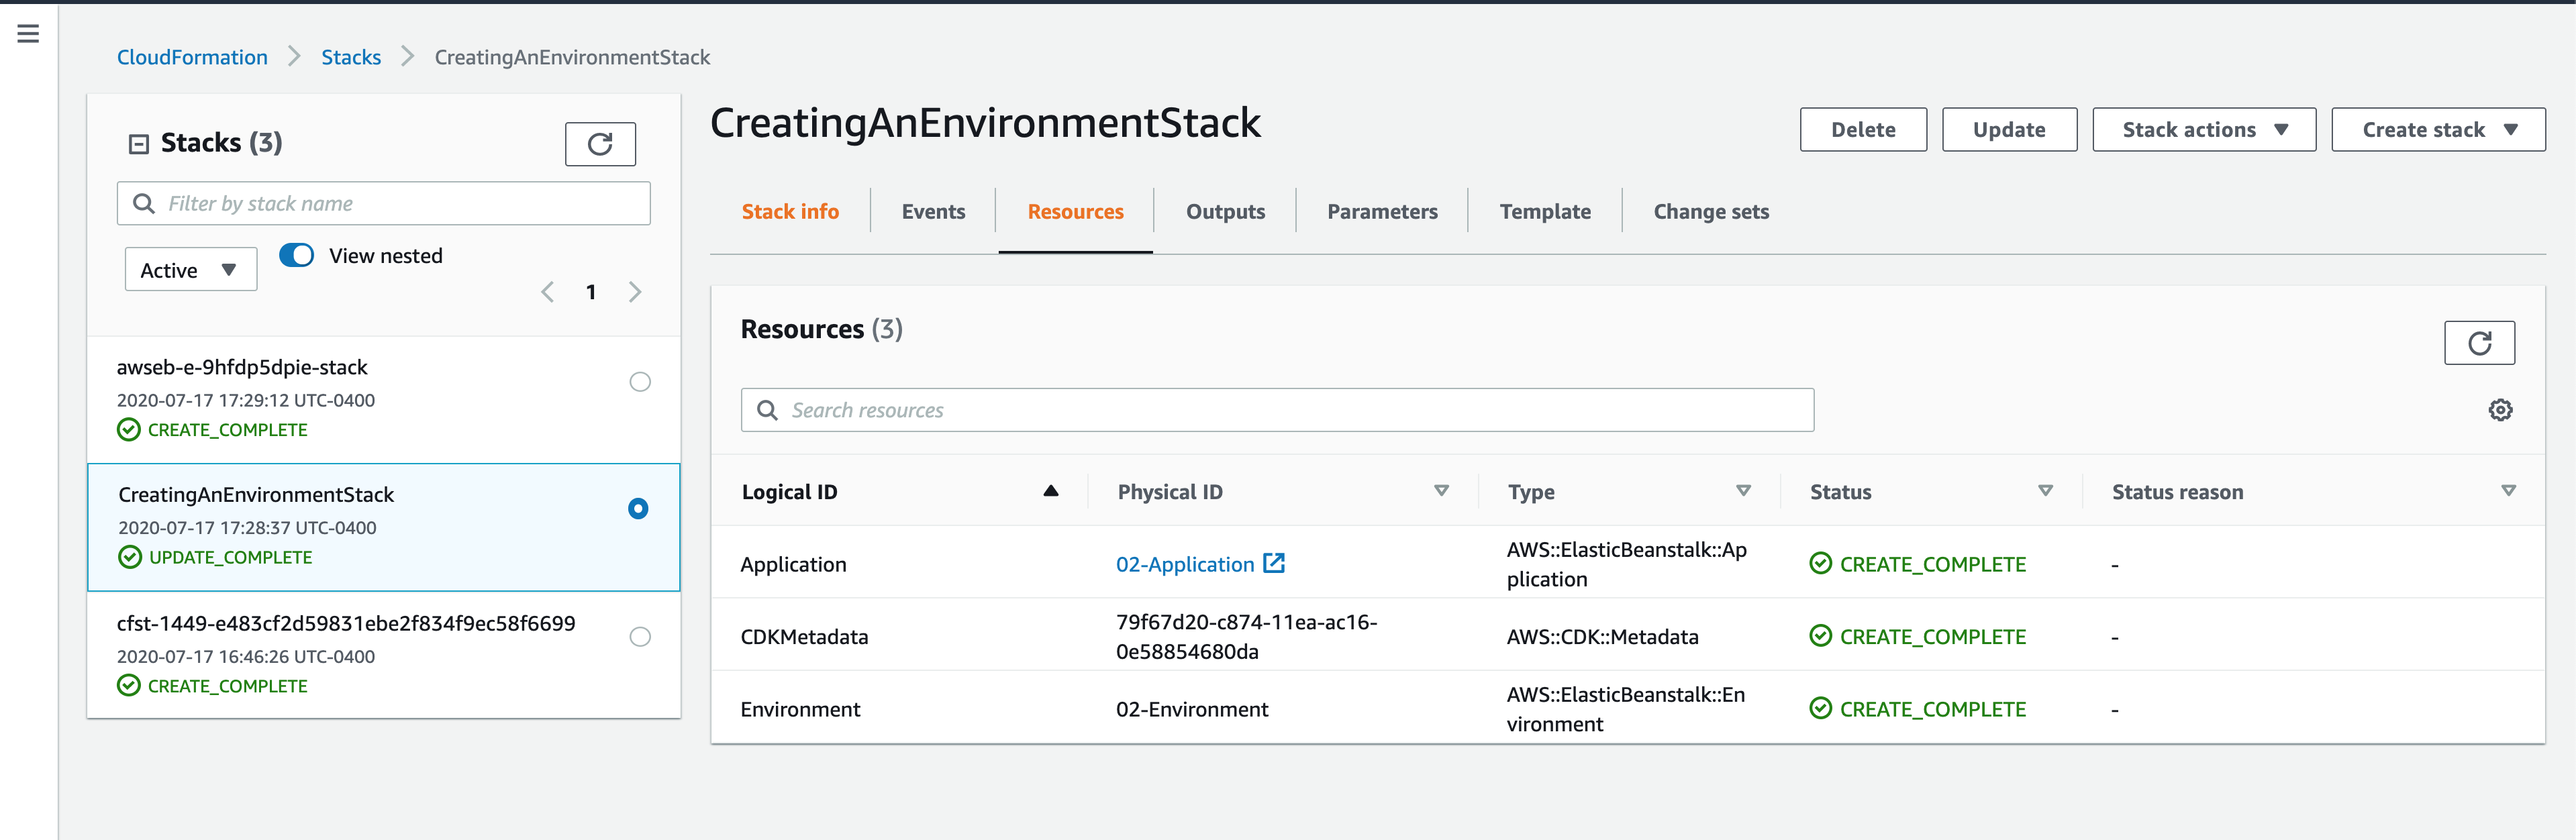 CloudFormation > Stacks > CreatingAnEnvironmentStack
Stacks (3)
Filter by stack name
Active
View nested
1
awseb-e-9hfdp5dpie-stack
2020-07-17 17:29:12 UTC-0400
CREATE_COMPLETE
CreatingAnEnvironmentStack
2020-07-17 17:28:37 UTC-0400
UPDATE_COMPLETE
cfst-1449-e483cf2d59831ebe2f834f9ec58f6699
2020-07-17 16:46:26 UTC-0400
CREATE_COMPLETE
CreatingAnEnvironmentStack
Delete Update Stack actions Create stack
Stack info Events Resources Outputs Parameters Template Change sets
Resources (3)
Search resources
Logical ID Physical ID Type Status Status reason
Application 02-Application AWS::ElasticBeanstalk::Ap
plication CREATE_COMPLETE -
CDKMetadata 79f67d20-c874-11ea-ac16-
0e58854680da AWS::CDK::Metadata CREATE_COMPLETE -
Environment 02-Environment AWS::ElasticBeanstalk::En
vironment CREATE_COMPLETE -